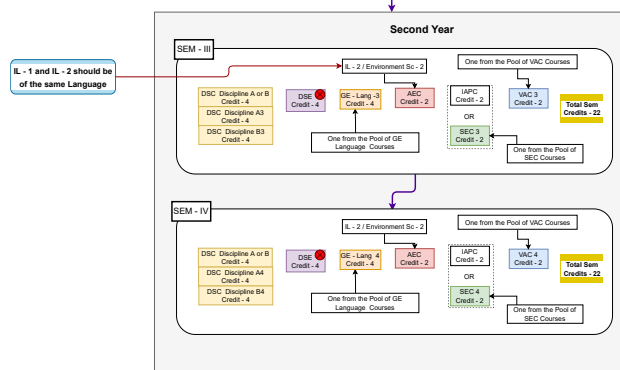 Second Year
IL - 1 and IL - 2 should be
of the same Language
SEM - III
IL - 2 / Environment Sc - 2
One from the Pool of VAC Courses
DSC Discipline A or B
Credit - 4
DSC Discipline A3
Credit - 4
DSC Discipline B3
Credit - 4
DSE
Credit - 4
GE - Lang -3
Credit - 4
AEC
Credit - 2
IAPC
Credit - 2
OR
SEC 3
Credit - 2
VAC 3
Credit - 2
Total Sem
Credits - 22
One from the Pool of GE
Language Courses
One from the Pool of
SEC Courses
SEM - IV
IL - 2 / Environment Sc - 2
One from the Pool of VAC Courses
DSC Discipline A or B
Credit - 4
DSC Discipline A4
Credit - 4
DSC Discipline B4
Credit - 4
DSE
Credit - 4
GE - Lang 4
Credit - 4
AEC
Credit - 2
IAPC
Credit - 2
OR
SEC 4
Credit - 2
VAC 4
Credit - 2
Total Sem
Credits - 22
One from the Pool of GE
Language Courses
One from the Pool of
SEC Courses